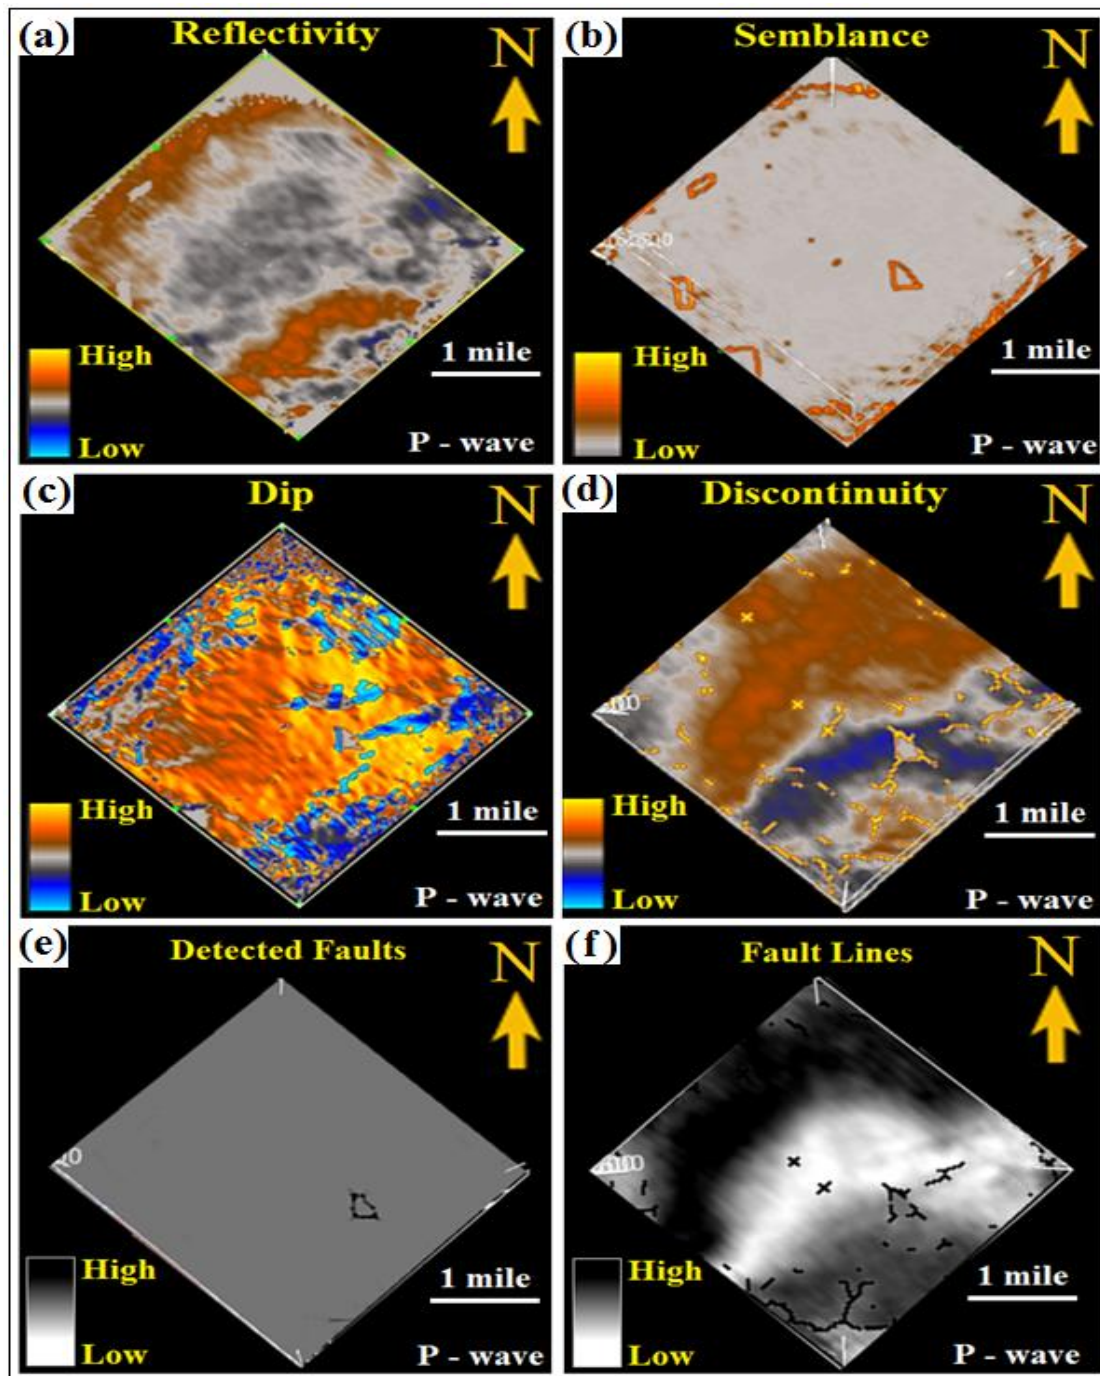 (a)
Reflectivity
N
High
Low
1 mile
P - wave
(b)
Semblance
N
High
Low
1 mile
P - wave
(c)
Dip
N
High
Low
1 mile
P - wave
(d)
Discontinuity
N
High
Low
1 mile
P - wave
(e)
Detected Faults
N
High
Low
1 mile
P - wave
(f)
Fault Lines
N
High
Low
1 mile
P - wave